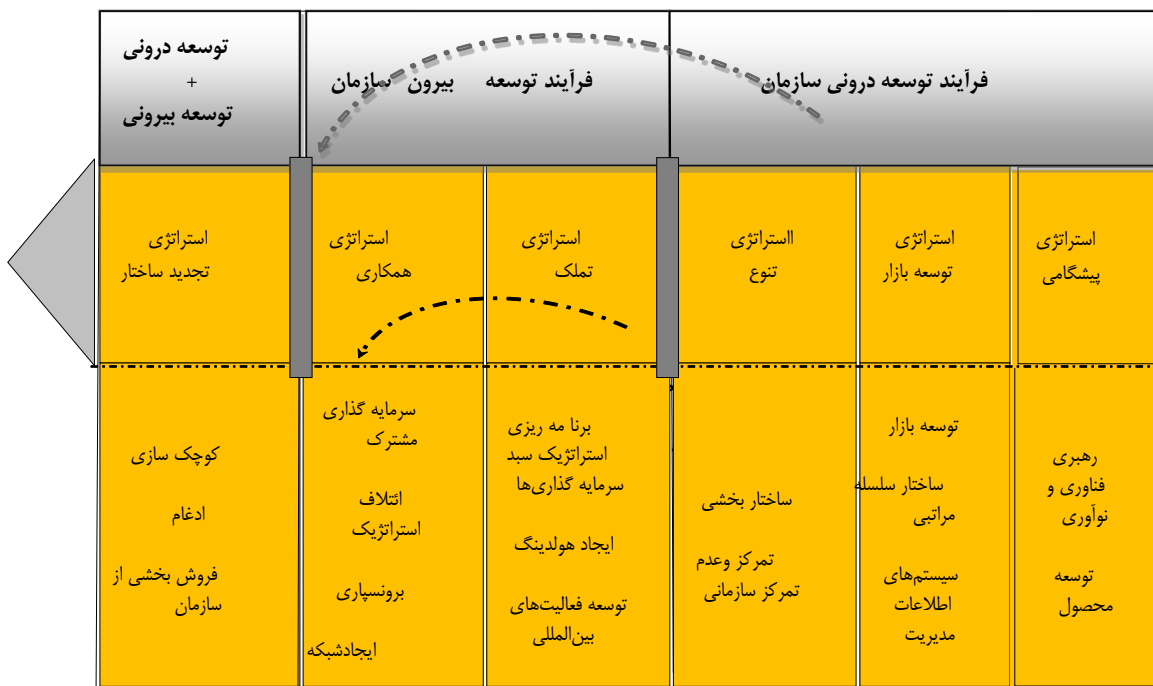 فرآیند توسعه درونی سازمان
فرآیند توسعه بیرون سازمان
توسعه درونی
+
توسعه بیرونی
استراتژی
پیشگامی
استراتژی
توسعه بازار
ااستراتژی
تنوع
استراتژی
تملک
استراتژی
همکاری
استراتژی
تجدید ساختار
رهبری
فناوری و
نوآوری
توسعه
محصول
توسعه بازار
ساختار سلسله
مراتبی
سیستم‌های
اطلاعات
مدیریت
ساختار بخشی
تمرکز وعدم
تمرکز سازمانی
برنا مه ریزی
استراتژیک سبد
سرمایه گذاری‌ها
ایجاد هولدینگ
توسعه فعالیت‌های
بین‌المللی
سرمایه گذاری
مشترک
ائتلاف
استراتژیک
برونسپاری
ایجادشبکه
کوچک سازی
ادغام
فروش بخشی از
سازمان